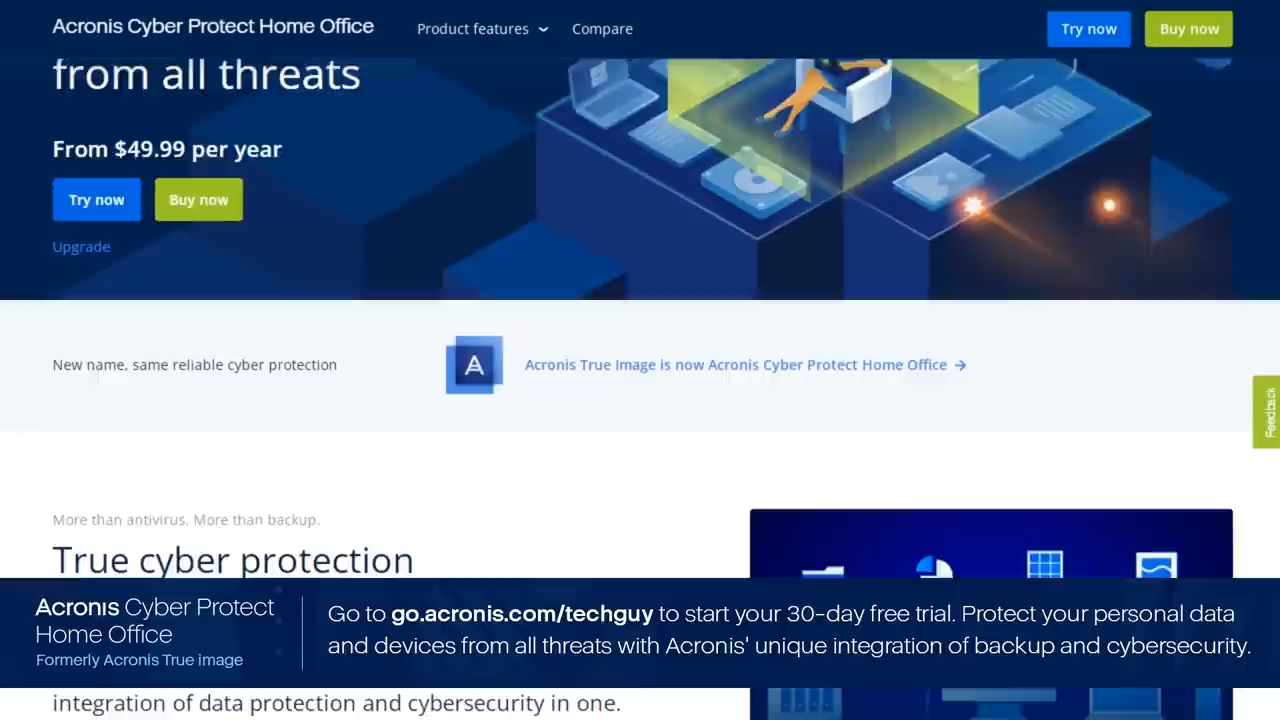 Acronis Cyber Protect Home Office
Product features
Compare
Try now
Buy now
from all threats
From $49.99 per year
Try now
Buy now
Upgrade
New name, same reliable cyber protection
Acronis True Image is now Acronis Cyber Protect Home Office →
Feedback
More than antivirus. More than backup.
True cyber protection
Acronis Cyber Protect
Home Office
Formerly Acronis True image
Go to go.acronis.com/techguy to start your 30-day free trial. Protect your personal data
and devices from all threats with Acronis' unique integration of backup and cybersecurity.
integration of data protection and cybersecurity in one.